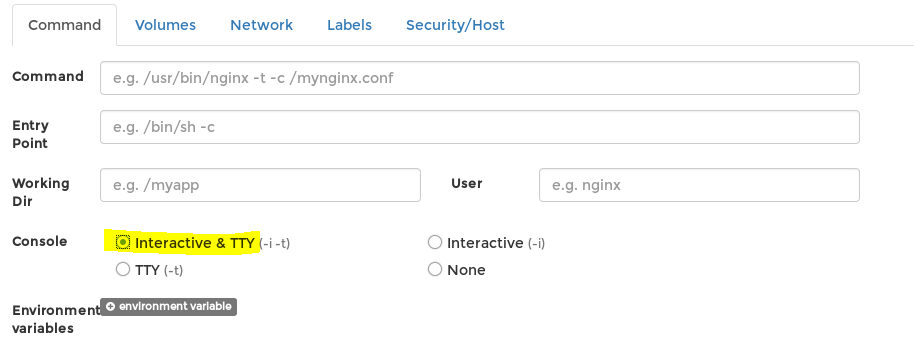 Command Volumes Network Labels Security/Host
Command e.g. /usr/bin/nginx -t -c /mynginx.conf
Entry
Point e.g. /bin/sh -c
Working
Dir e.g. /myapp User e.g. nginx
Console Interactive & TTY (-i -t) Interactive (-i)
TTY (-t) None
Environment environment variable
variables